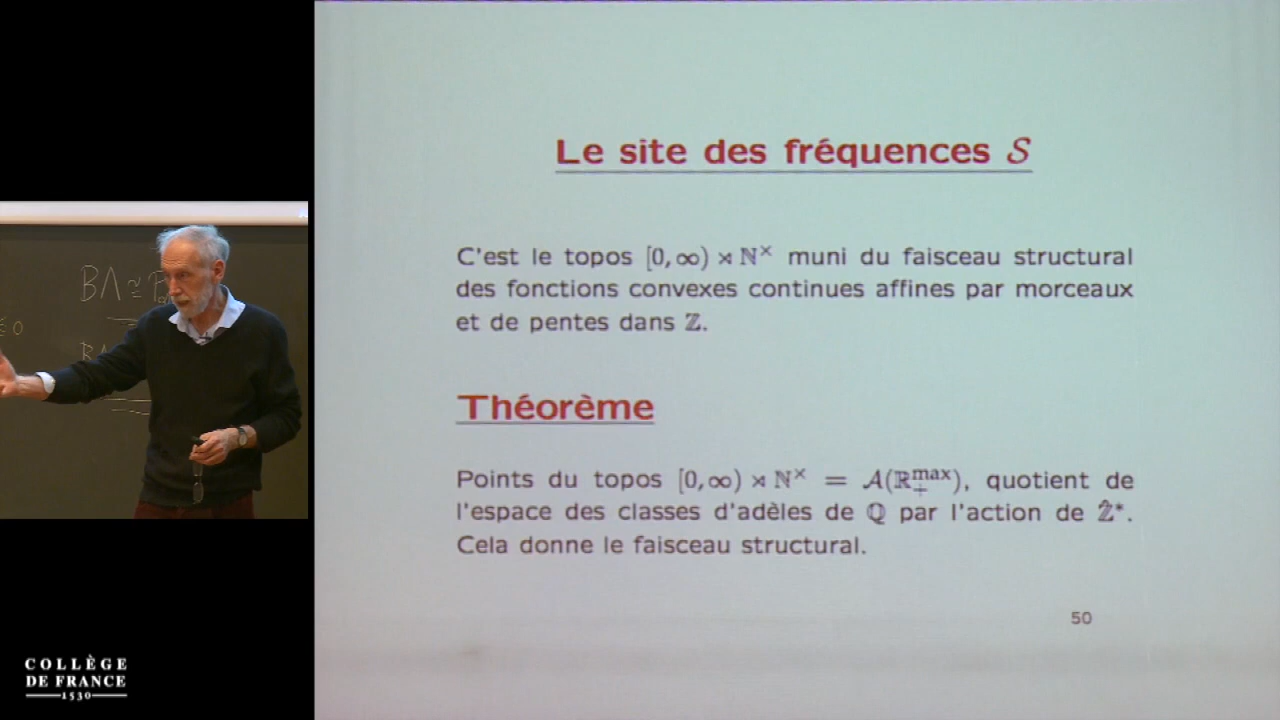 Le site des fréquences 𝒮
C'est le topos [0, ∞) ⋊ ℕ× muni du faisceau structural
des fonctions convexes continues affines par morceaux
et de pentes dans ℤ.
Théorème
Points du topos [0, ∞) ⋊ ℕ× = 𝒜(ℝ₊ᵐᵃˣ), quotient de
l'espace des classes d'adèles de ℚ par l'action de ℤ̂*.
Cela donne le faisceau structural.
50
BΛ ≃
COLLÈGE
DE FRANCE
1530